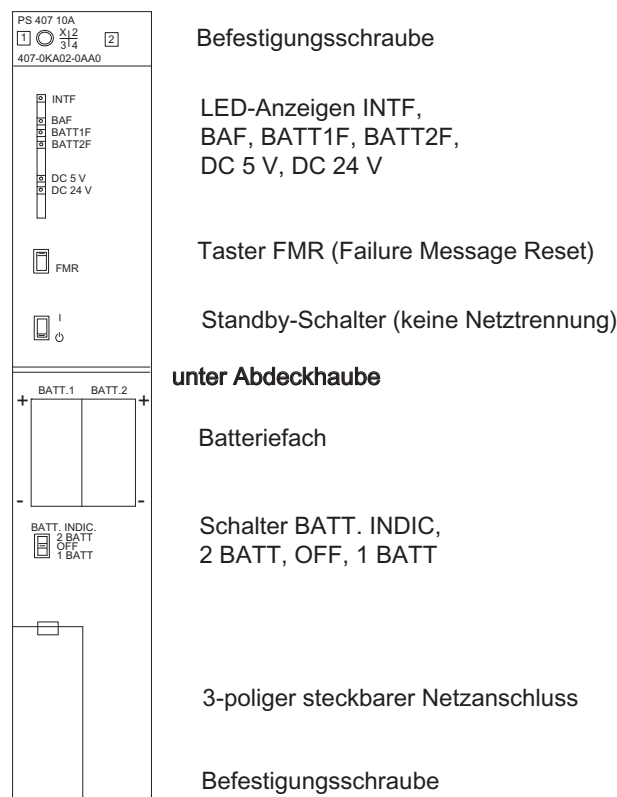 PS 407 10A
1 X 2 2
3 4
407-0KA02-0AA0
Befestigungsschraube
INTF
BAF
BATT1F
BATT2F
DC 5 V
DC 24 V
LED-Anzeigen INTF,
BAF, BATT1F, BATT2F,
DC 5 V, DC 24 V
FMR
Taster FMR (Failure Message Reset)
I
Standby-Schalter (keine Netztrennung)
unter Abdeckhaube
BATT.1 BATT.2
+ +
Batteriefach
- -
BATT. INDIC.
2 BATT
OFF
1 BATT
Schalter BATT. INDIC,
2 BATT, OFF, 1 BATT
3-poliger steckbarer Netzanschluss
Befestigungsschraube